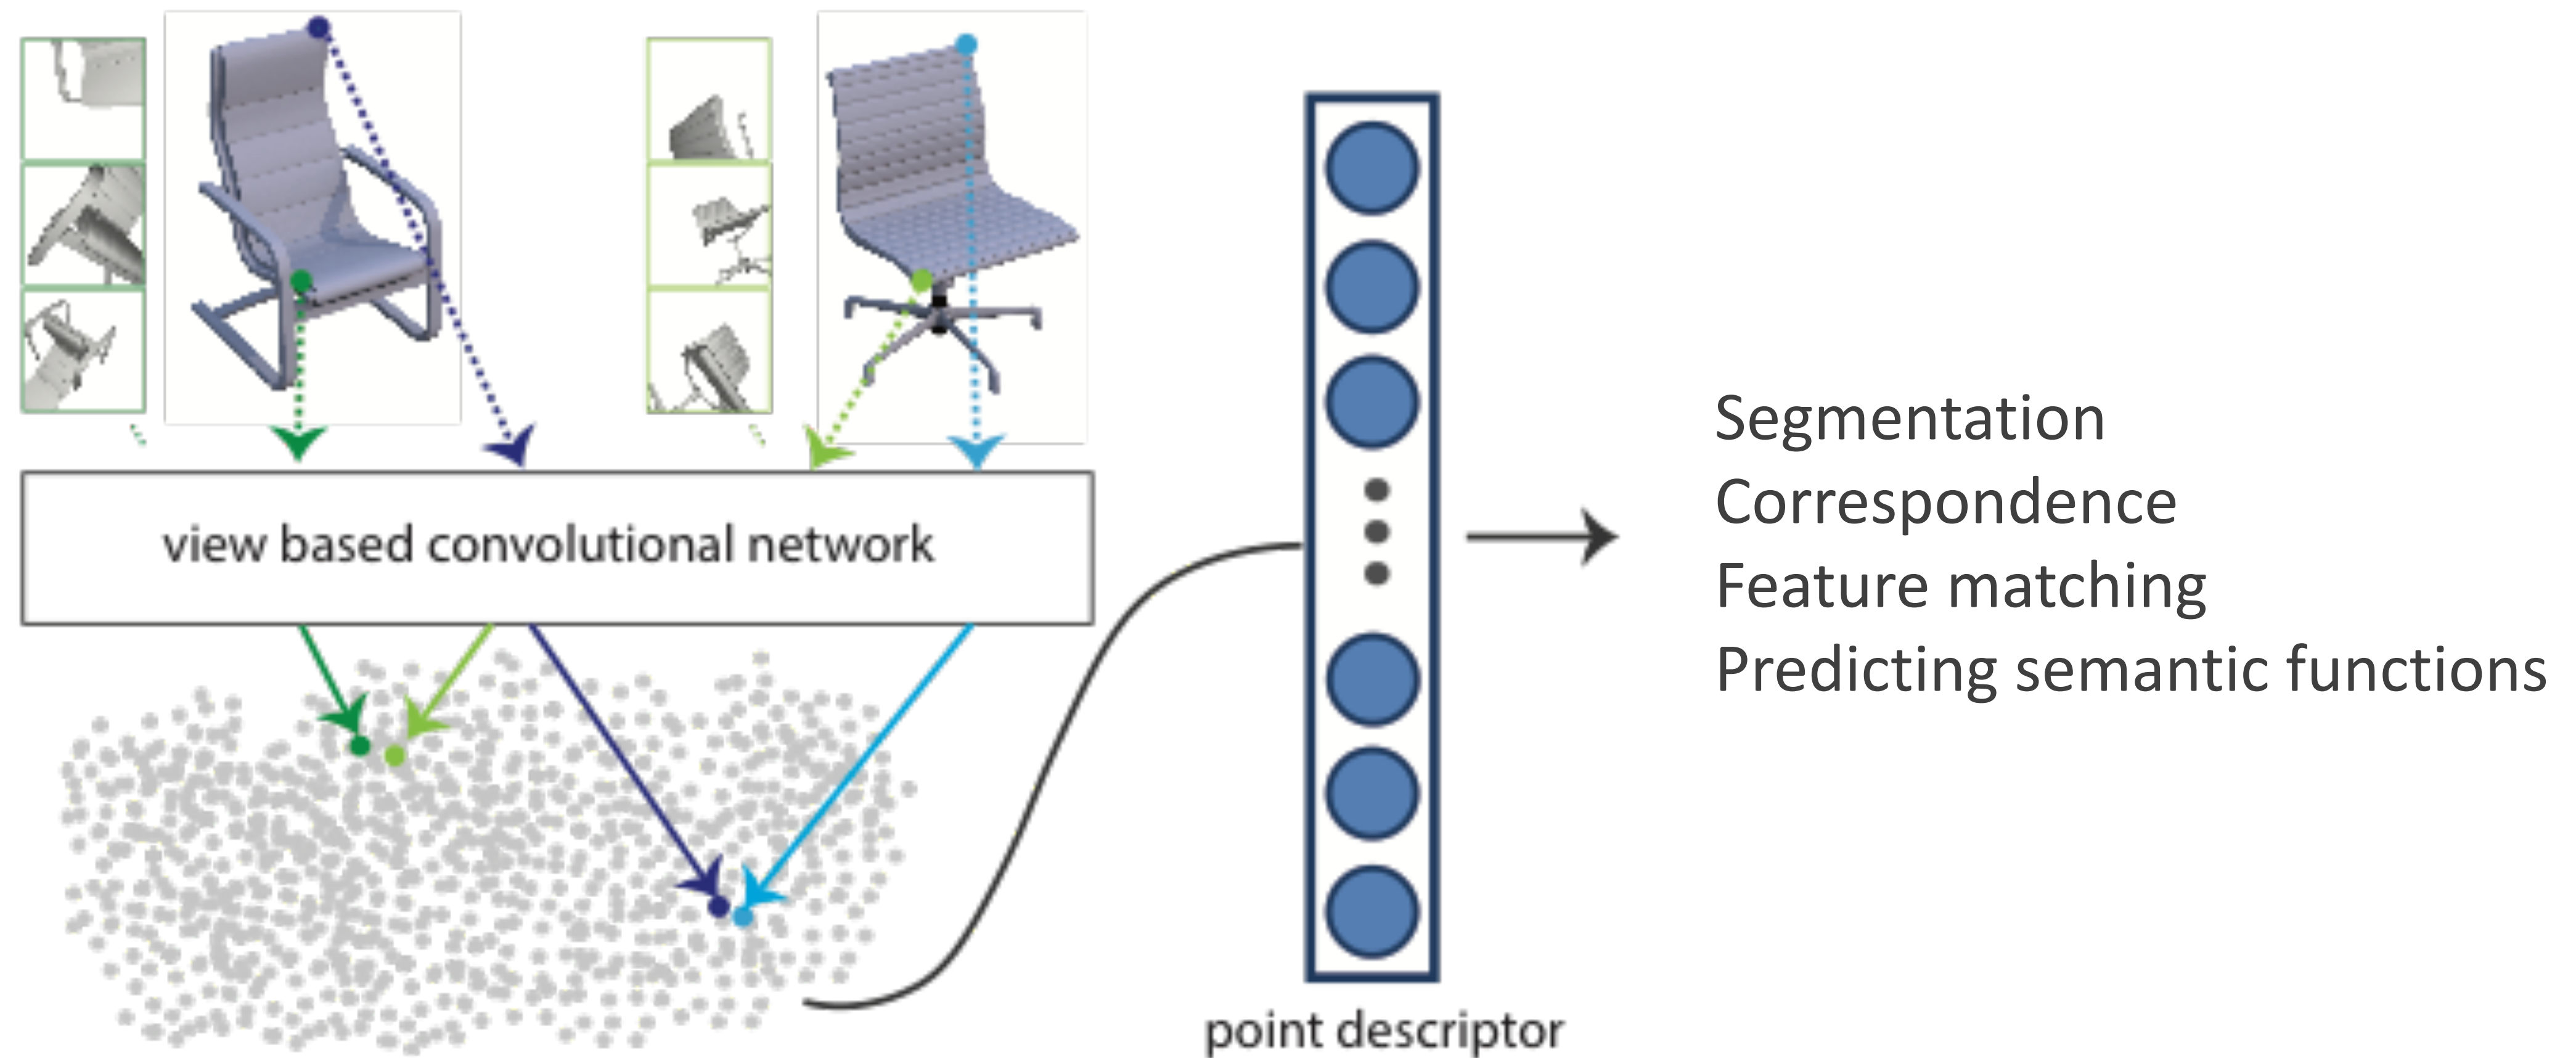 view based convolutional network
point descriptor
Segmentation
Correspondence
Feature matching
Predicting semantic functions